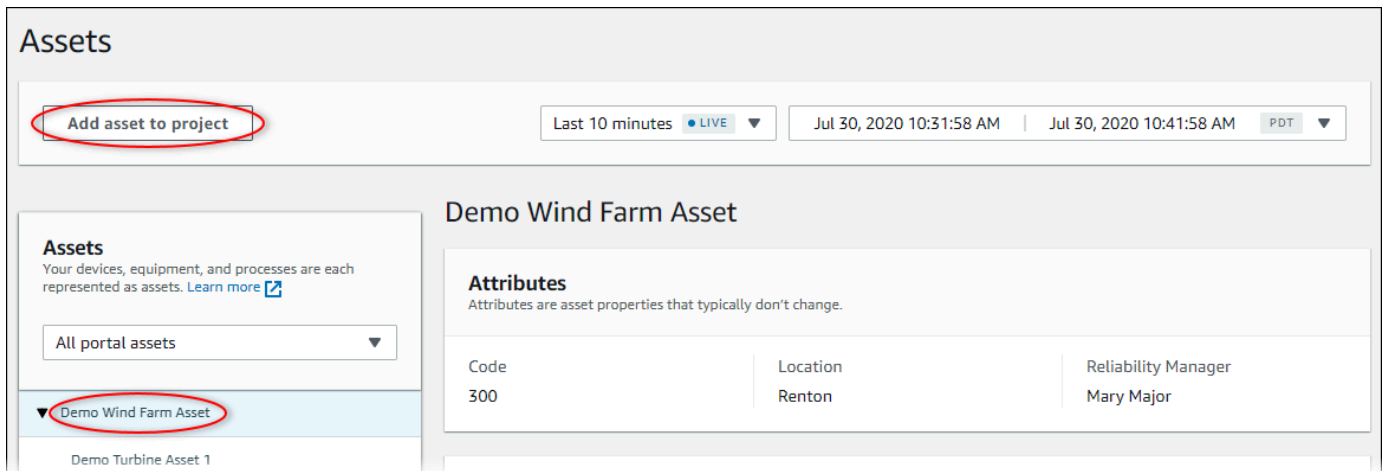 Assets
Add asset to project
Last 10 minutes LIVE
Jul 30, 2020 10:31:58 AM Jul 30, 2020 10:41:58 AM PDT
Assets
Your devices, equipment, and processes are each
represented as assets. Learn more
All portal assets
Demo Wind Farm Asset
Demo Turbine Asset 1
Demo Wind Farm Asset
Attributes
Attributes are asset properties that typically don't change.
Code
300
Location
Renton
Reliability Manager
Mary Major